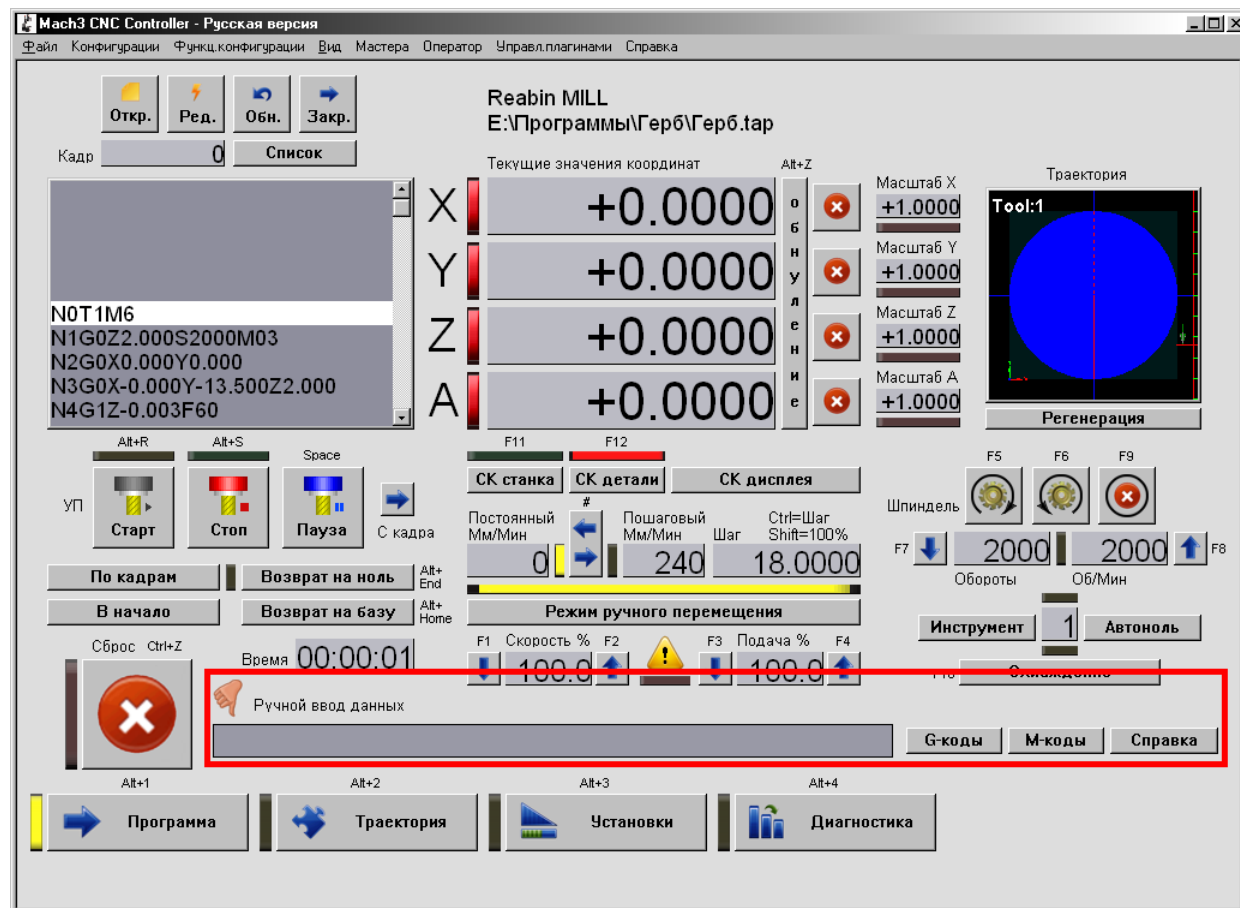 Mach3 CNC Controller - Русская версия
Файл Конфигурации Функц.конфигурации Вид Мастера Оператор Управл.плагинами Справка
Откр. Ред. Обн. Закр.
Reabin MILL
E:\Программы\Герб\Герб.tap
Кадр 0 Список
Текущие значения координат Alt+Z
Траектория
X +0.0000
Y +0.0000
Z +0.0000
A +0.0000
обнуление
Масштаб X
+1.0000
Масштаб Y
+1.0000
Масштаб Z
+1.0000
Масштаб A
+1.0000
Tool:1
Регенерация
N0T1M6
N1G0Z2.000S2000M03
N2G0X0.000Y0.000
N3G0X-0.000Y-13.500Z2.000
N4G1Z-0.003F60
Alt+R Alt+S Space
УП Старт Стоп Пауза С кадра
F11 F12
СК станка СК детали СК дисплея
#
Постоянный Мм/Мин
Пошаговый Мм/Мин
Шаг
Ctrl=Шаг
Shift=100%
0 240 18.0000
F5 F6 F9
Шпиндель
F7 2000 2000 F8
Обороты Об/Мин
По кадрам Возврат на ноль Alt+ End
В начало Возврат на базу Alt+ Home
Режим ручного перемещения
Инструмент 1 Автоноль
Сброс Ctrl+Z
Время 00:00:01
F1 Скорость % F2 F3 Подача % F4
100.0 100.0
Охлаждение
Ручной ввод данных
G-коды М-коды Справка
Alt+1 Alt+2 Alt+3 Alt+4
Программа Траектория Установки Диагностика